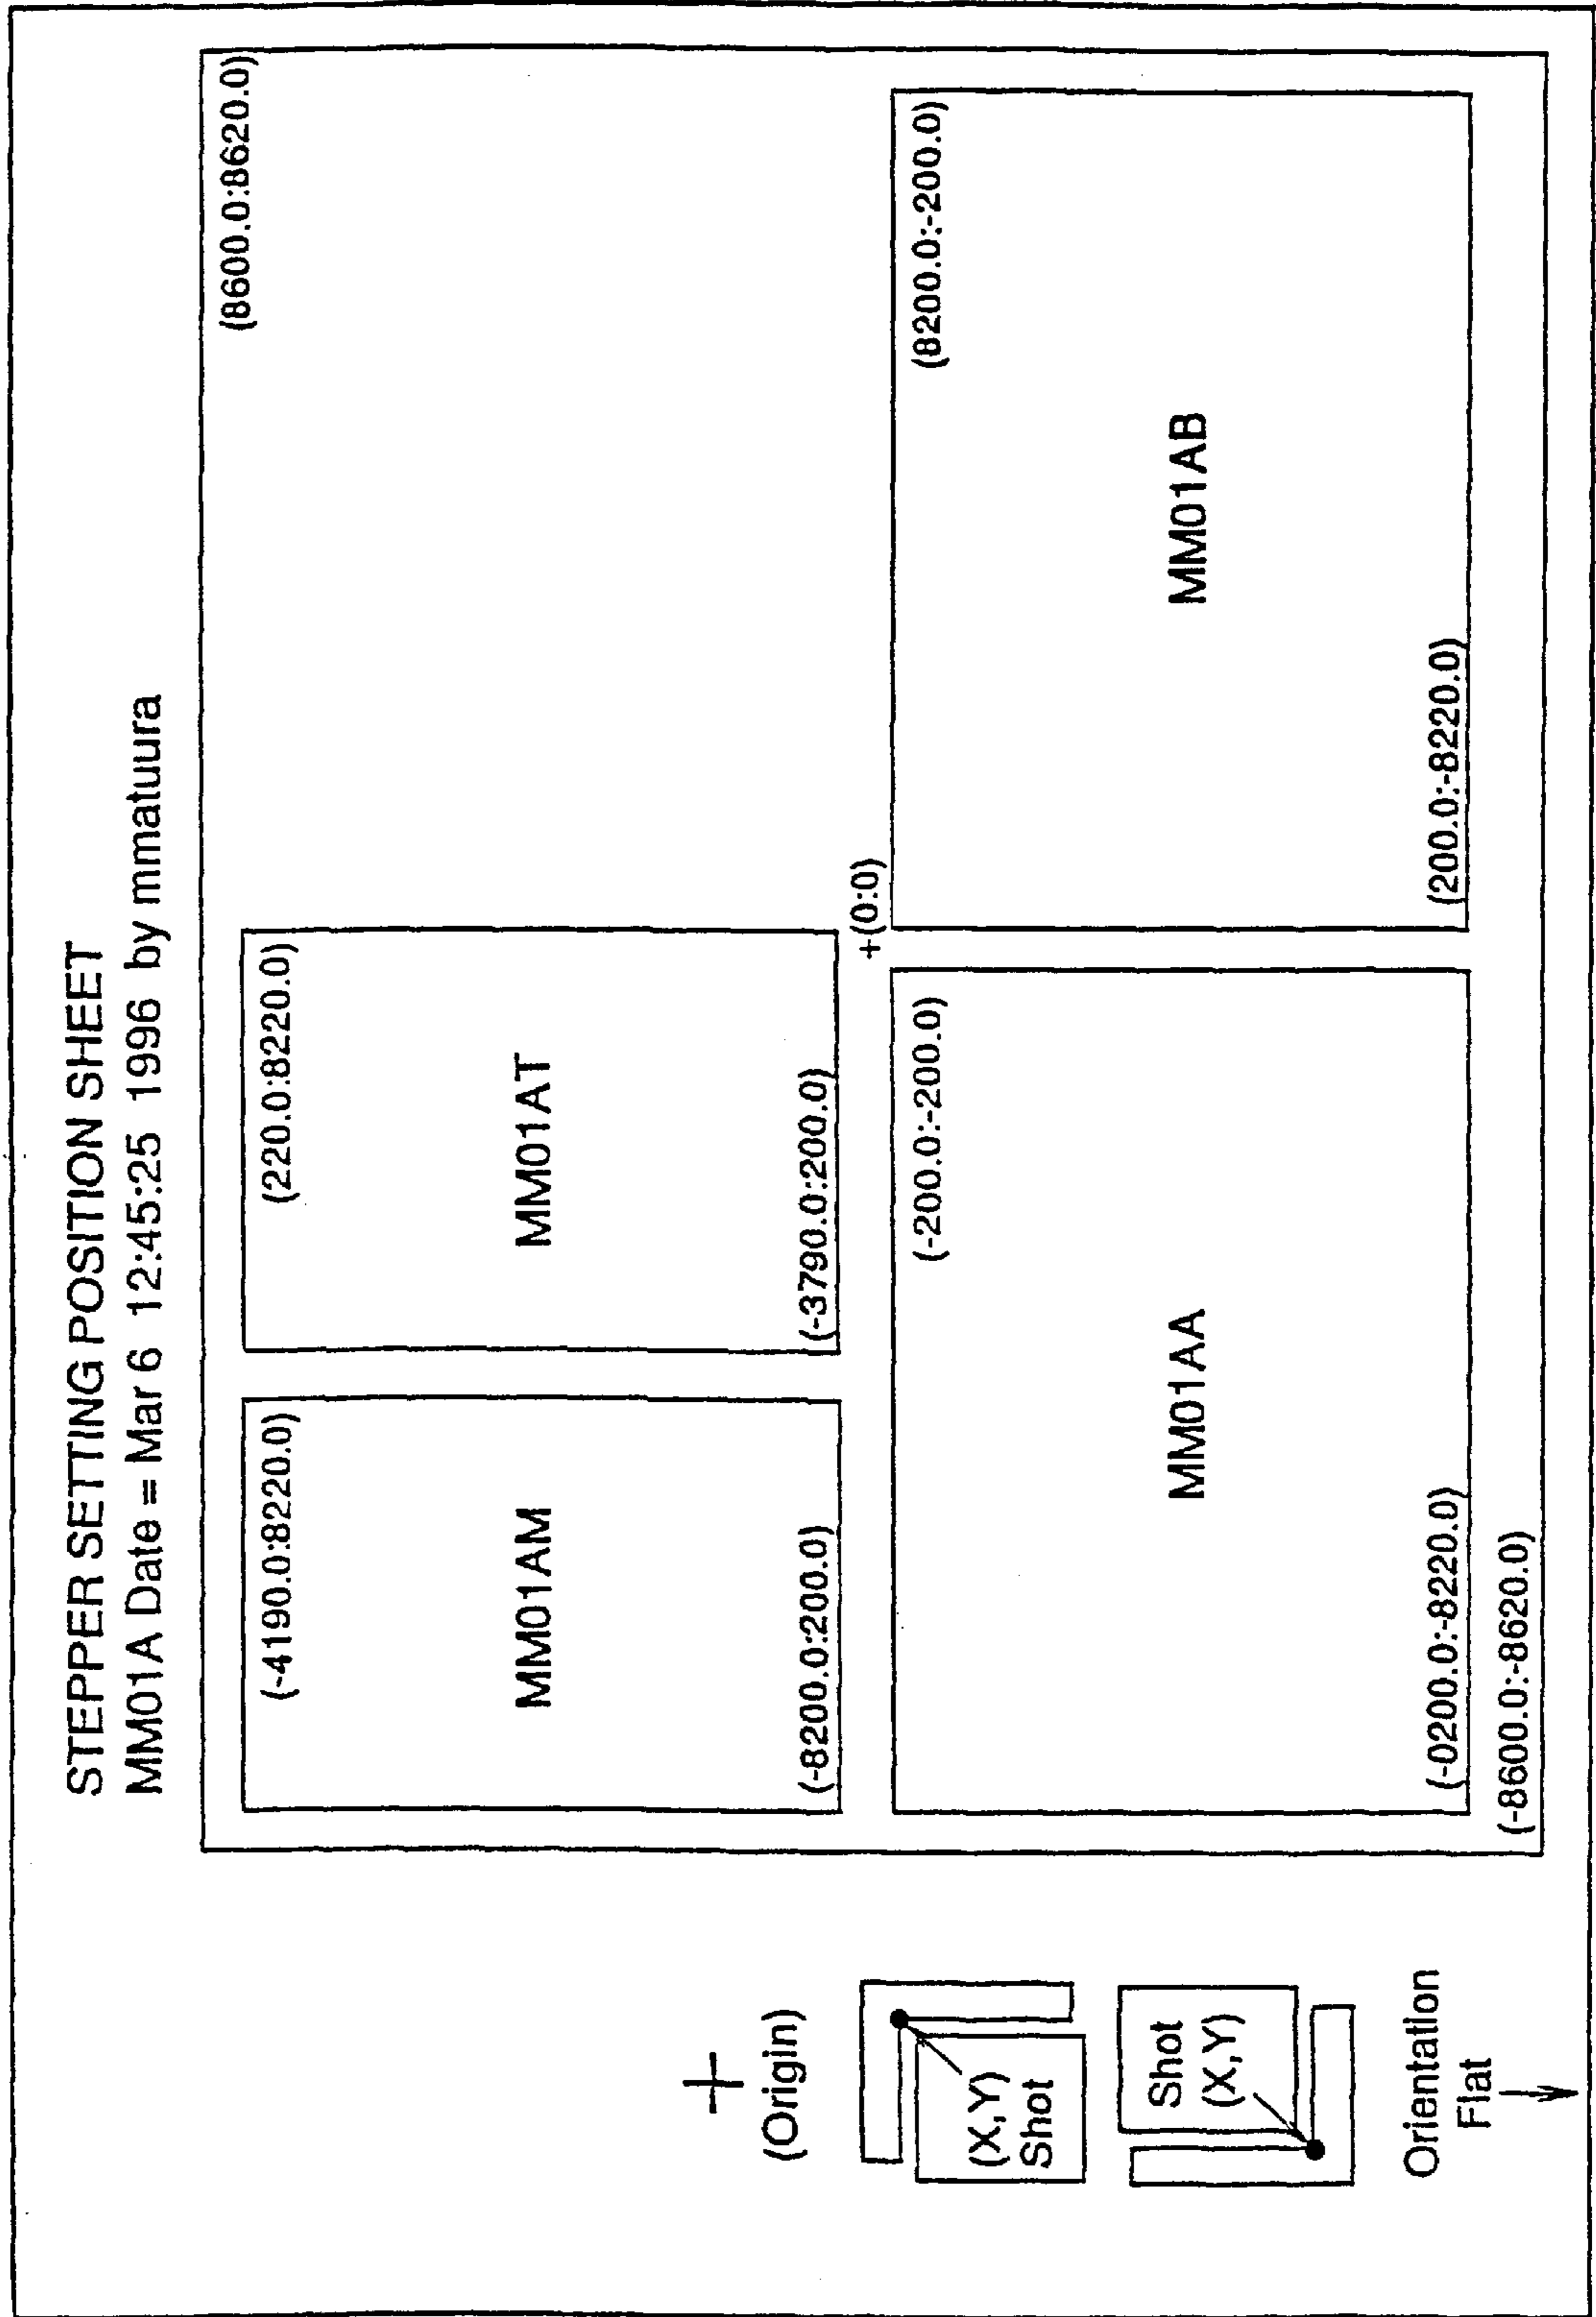 STEPPER SETTING POSITION SHEET
MM01A Date = Mar 6 12:45:25 1996 by mmatuura
(8600.0:8620.0)
(-4190.0:8220.0)
(220.0:8220.0)
MM01AM
MM01AT
(-8200.0:200.0)
(-3790.0:200.0)
+(0:0)
(-200.0:-200.0)
(8200.0:-200.0)
MM01AA
MM01AB
(-0200.0:-8220.0)
(200.0:-8220.0)
(-8600.0:-8620.0)
(Origin)
(X,Y)
Shot
Shot
(X,Y)
Orientation
Flat